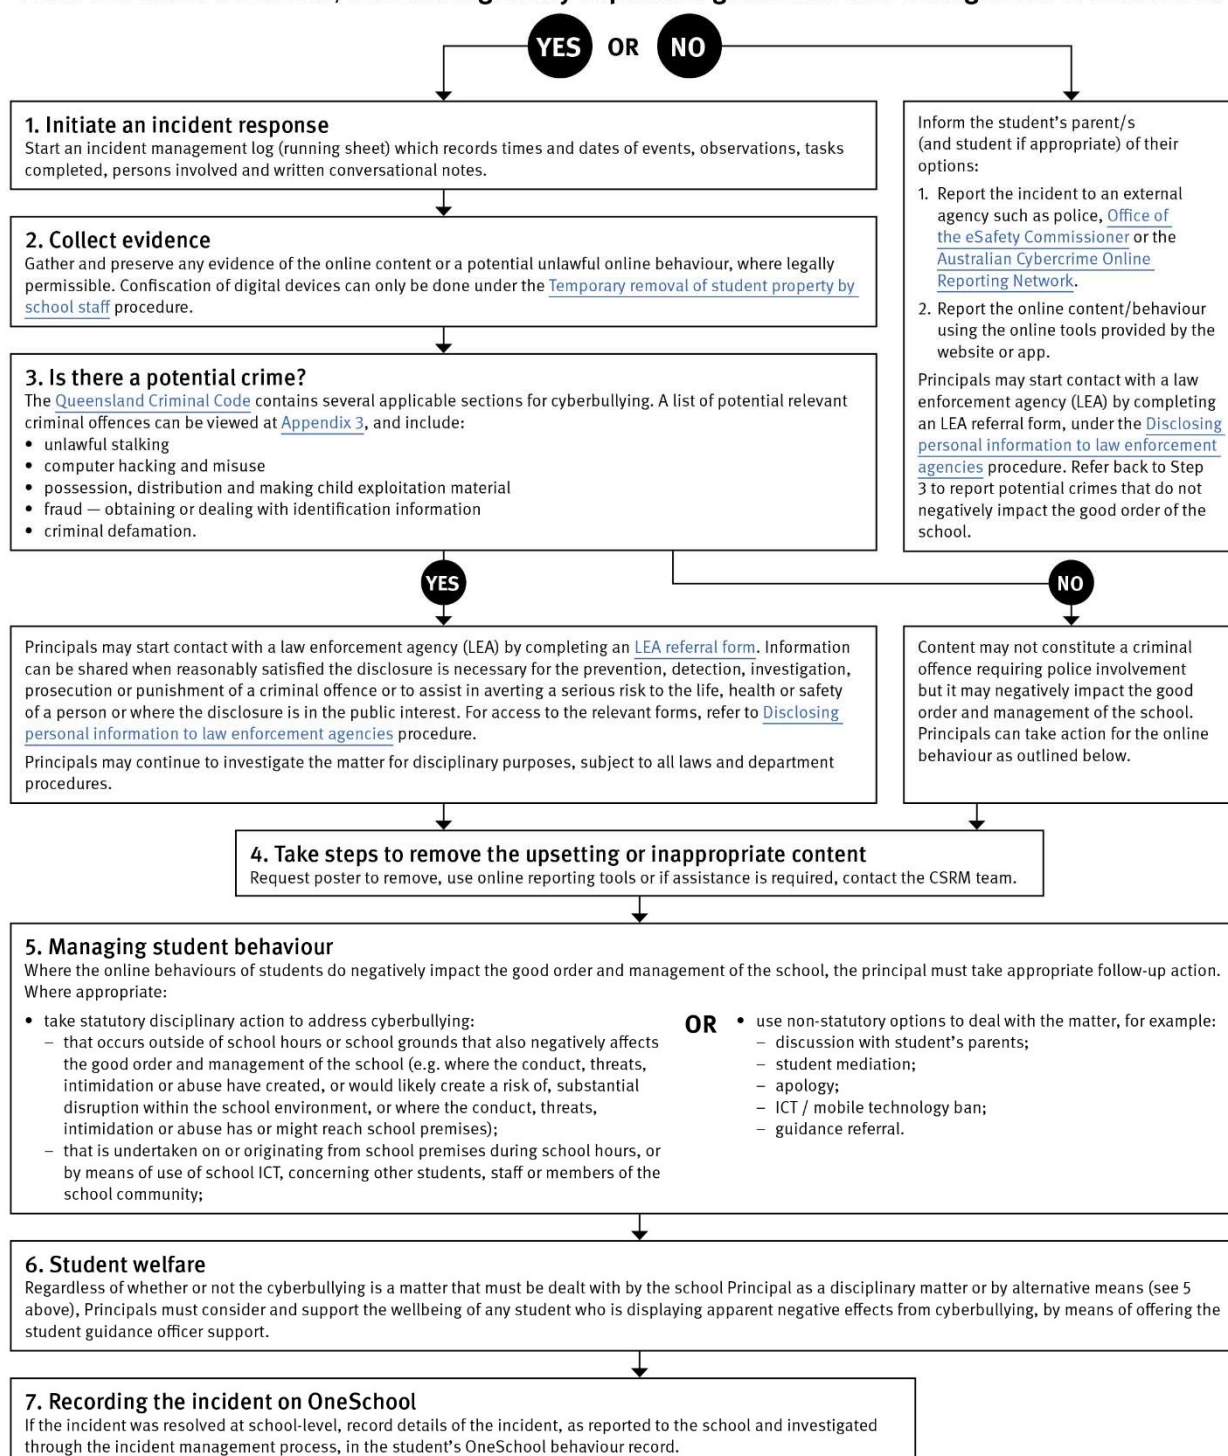 YES OR NO
1. Initiate an incident response
Start an incident management log (running sheet) which records times and dates of events, observations, tasks
completed, persons involved and written conversational notes.
2. Collect evidence
Gather and preserve any evidence of the online content or a potential unlawful online behaviour, where legally
permissible. Confiscation of digital devices can only be done under the Temporary removal of student property by
school staff procedure.
3. Is there a potential crime?
The Queensland Criminal Code contains several applicable sections for cyberbullying. A list of potential relevant
criminal offences can be viewed at Appendix 3, and include:
• unlawful stalking
• computer hacking and misuse
• possession, distribution and making child exploitation material
• fraud — obtaining or dealing with identification information
• criminal defamation.
Inform the student's parent/s
(and student if appropriate) of their
options:
1. Report the incident to an external
agency such as police, Office of
the eSafety Commissioner or the
Australian Cybercrime Online
Reporting Network.
2. Report the online content/behaviour
using the online tools provided by the
website or app.
Principals may start contact with a law
enforcement agency (LEA) by completing
an LEA referral form, under the Disclosing
personal information to law enforcement
agencies procedure. Refer back to Step
3 to report potential crimes that do not
negatively impact the good order of the
school.
YES
NO
Principals may start contact with a law enforcement agency (LEA) by completing an LEA referral form. Information
can be shared when reasonably satisfied the disclosure is necessary for the prevention, detection, investigation,
prosecution or punishment of a criminal offence or to assist in averting a serious risk to the life, health or safety
of a person or where the disclosure is in the public interest. For access to the relevant forms, refer to Disclosing
personal information to law enforcement agencies procedure.
Principals may continue to investigate the matter for disciplinary purposes, subject to all laws and department
procedures.
Content may not constitute a criminal
offence requiring police involvement
but it may negatively impact the good
order and management of the school.
Principals can take action for the online
behaviour as outlined below.
4. Take steps to remove the upsetting or inappropriate content
Request poster to remove, use online reporting tools or if assistance is required, contact the CSRM team.
5. Managing student behaviour
Where the online behaviours of students do negatively impact the good order and management of the school, the principal must take appropriate follow-up action.
Where appropriate:
• take statutory disciplinary action to address cyberbullying:
– that occurs outside of school hours or school grounds that also negatively affects
the good order and management of the school (e.g. where the conduct, threats,
intimidation or abuse have created, or would likely create a risk of, substantial
disruption within the school environment, or where the conduct, threats,
intimidation or abuse has or might reach school premises);
– that is undertaken on or originating from school premises during school hours, or
by means of use of school ICT, concerning other students, staff or members of the
school community;
OR
• use non-statutory options to deal with the matter, for example:
– discussion with student's parents;
– student mediation;
– apology;
– ICT / mobile technology ban;
– guidance referral.
6. Student welfare
Regardless of whether or not the cyberbullying is a matter that must be dealt with by the school Principal as a disciplinary matter or by alternative means (see 5
above), Principals must consider and support the wellbeing of any student who is displaying apparent negative effects from cyberbullying, by means of offering the
student guidance officer support.
7. Recording the incident on OneSchool
If the incident was resolved at school-level, record details of the incident, as reported to the school and investigated
through the incident management process, in the student's OneSchool behaviour record.